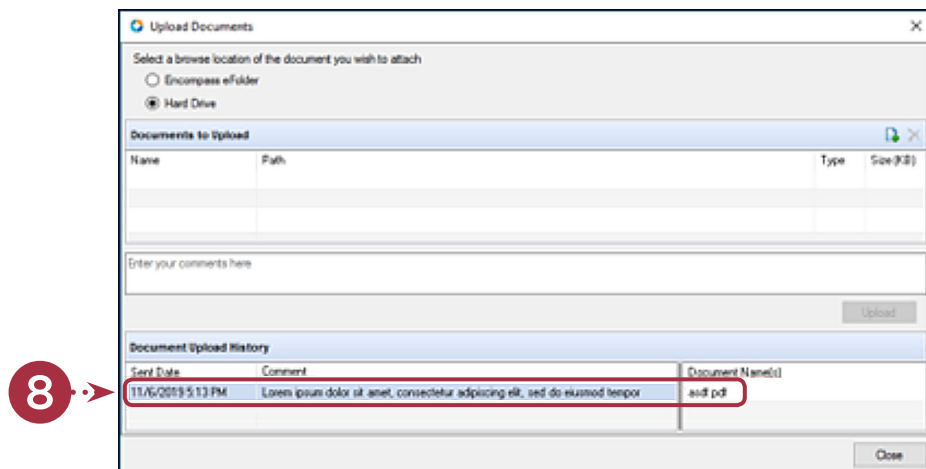 Upload Documents
Select a browse location of the document you wish to attach
Encompass eFolder
Hard Drive
Documents to Upload
Name Path Type Size(KB)
Enter your comments here
Upload
Document Upload History
Sent Date Comment Document Name(s)
8
11/6/2019 5:13 PM Lorem ipsum dolor sit amet, consectetur adipiscing elit, sed do eiusmod tempor
Close